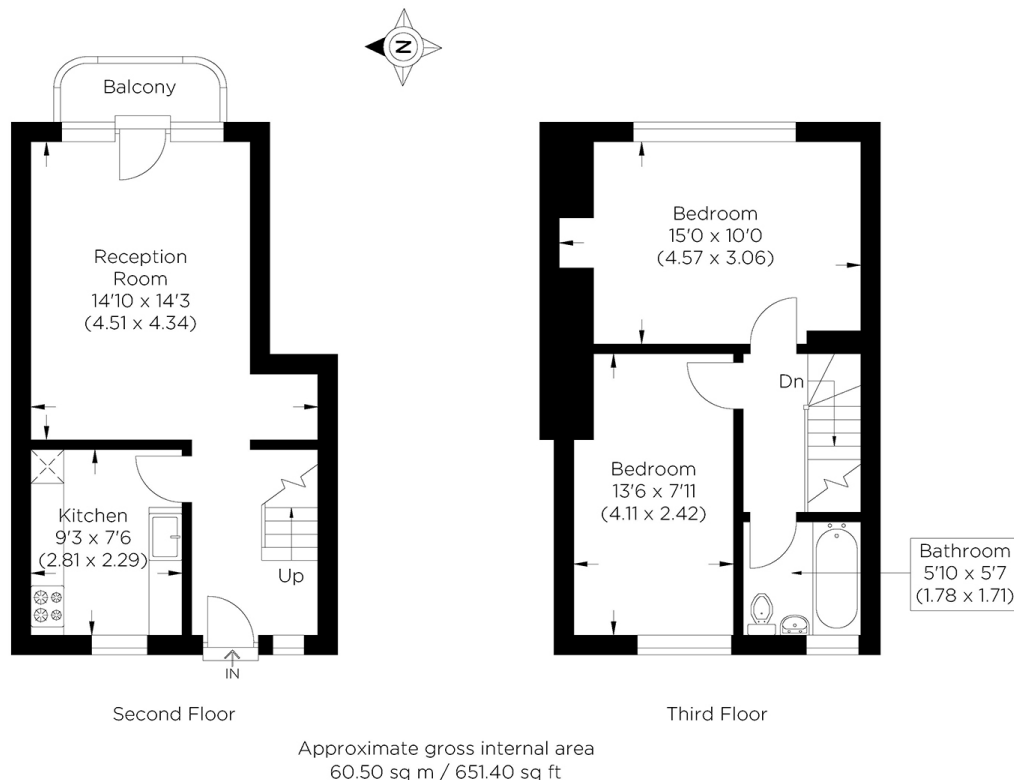 N
Balcony
Reception
Room
14'10 x 14'3
(4.51 x 4.34)
Kitchen
9'3 x 7'6
(2.81 x 2.29)
Up
IN
Second Floor
Bedroom
15'0 x 10'0
(4.57 x 3.06)
Dn
Bedroom
13'6 x 7'11
(4.11 x 2.42)
Bathroom
5'10 x 5'7
(1.78 x 1.71)
Third Floor
Approximate gross internal area
60.50 sq m / 651.40 sq ft